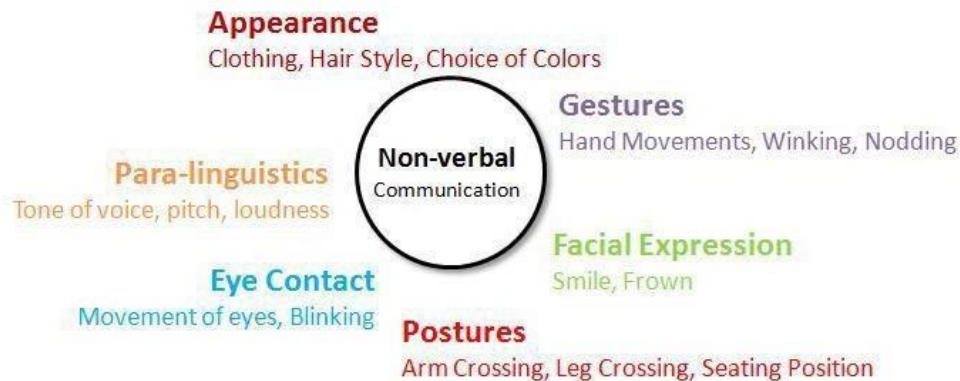 Appearance
Clothing, Hair Style, Choice of Colors
Gestures
Hand Movements, Winking, Nodding
Non-verbal
Communication
Para-linguistics
Tone of voice, pitch, loudness
Facial Expression
Smile, Frown
Eye Contact
Movement of eyes, Blinking
Postures
Arm Crossing, Leg Crossing, Seating Position